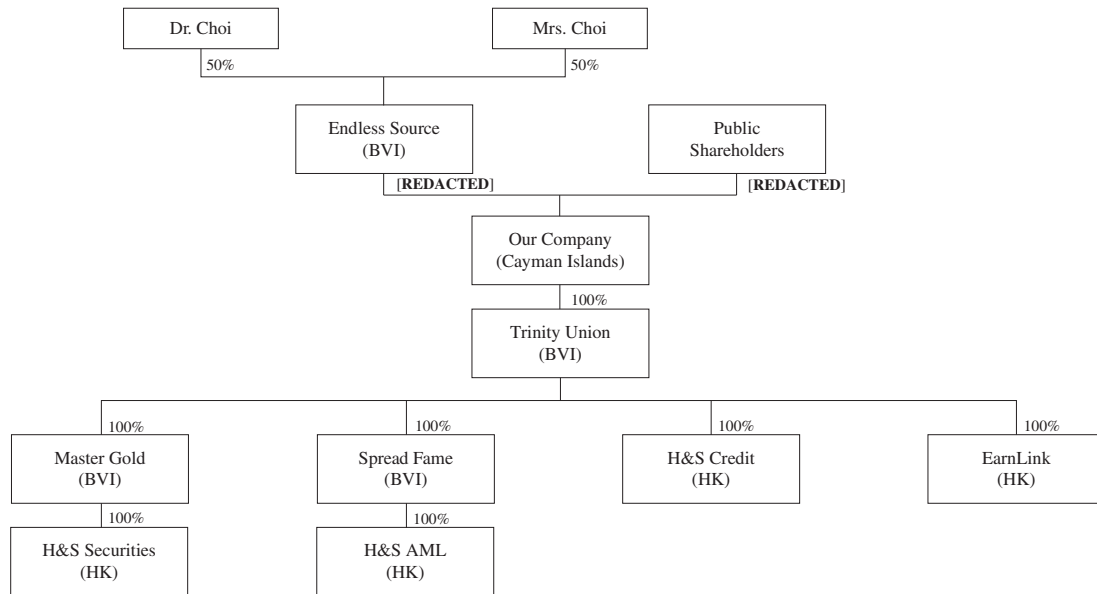 Dr. Choi
Mrs. Choi
50%
50%
Endless Source
(BVI)
Public
Shareholders
[REDACTED]
[REDACTED]
Our Company
(Cayman Islands)
100%
Trinity Union
(BVI)
100%
100%
100%
100%
Master Gold
(BVI)
Spread Fame
(BVI)
H&S Credit
(HK)
EarnLink
(HK)
100%
100%
H&S Securities
(HK)
H&S AML
(HK)